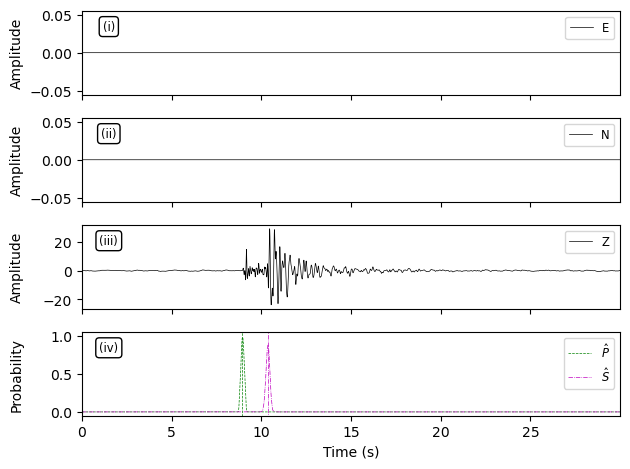 0.05
(i)
E
Amplitude
0.00
−0.05
0.05
(ii)
N
Amplitude
0.00
−0.05
20
(iii)
Z
Amplitude
0
−20
1.0
(iv)
P̂
Ŝ
Probability
0.5
0.0
0 5 10 15 20 25
Time (s)